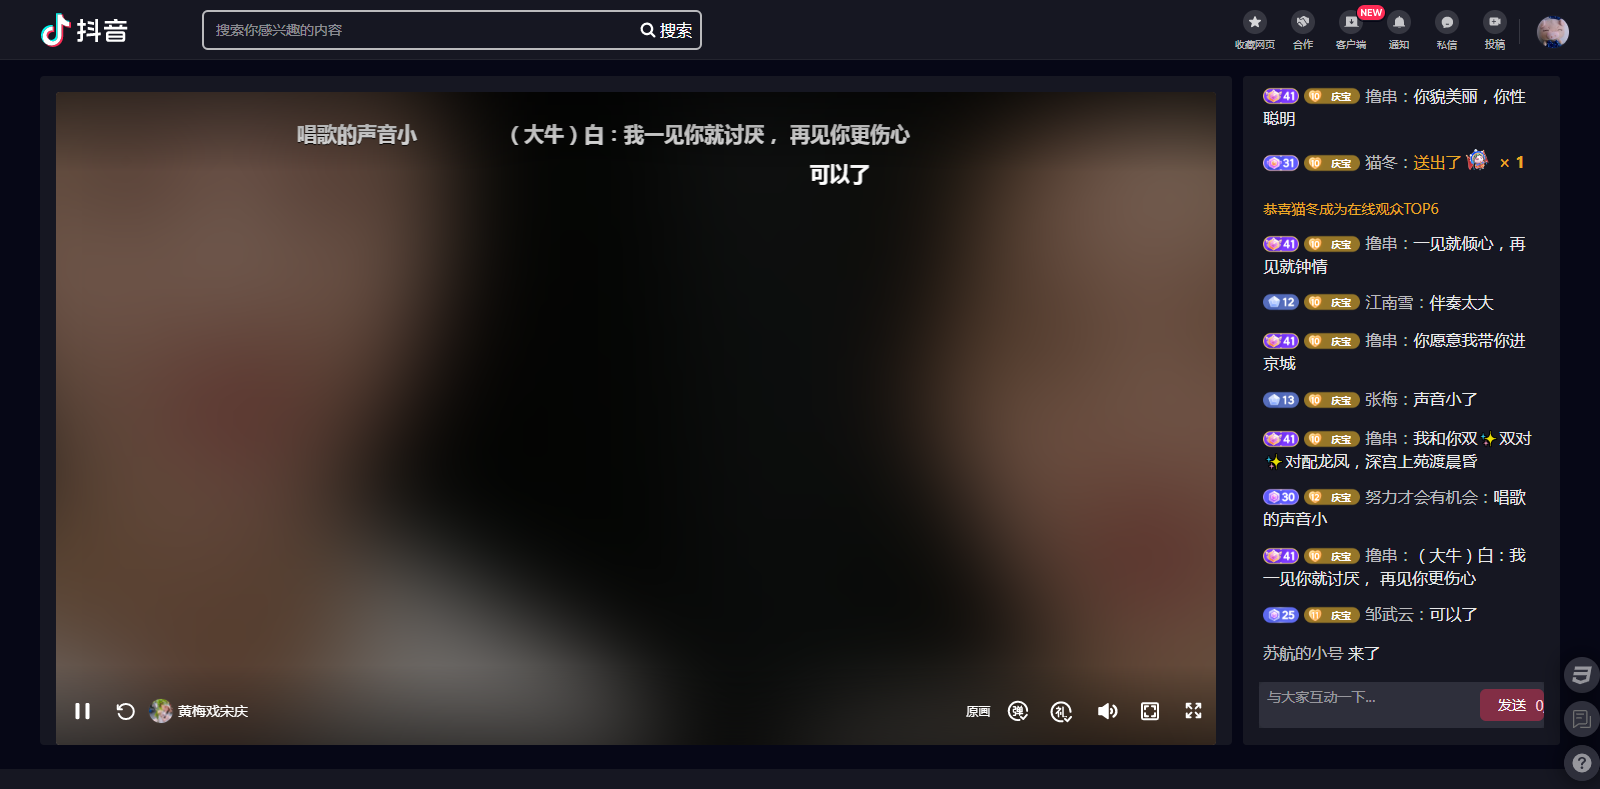 抖音
搜索你感兴趣的内容
搜索
收藏网页
合作
NEW
客户端
通知
私信
投稿
唱歌的声音小
（大牛）白：我一见你就讨厌， 再见你更伤心
可以了
黄梅戏宋庆
原画
弹
礼
41 10 庆宝 撸串：你貌美丽，你性
聪明
31 10 庆宝 猫冬：送出了 × 1
恭喜猫冬成为在线观众TOP6
41 10 庆宝 撸串：一见就倾心，再
见就钟情
12 10 庆宝 江南雪：伴奏太大
41 10 庆宝 撸串：你愿意我带你进
京城
13 10 庆宝 张梅：声音小了
41 10 庆宝 撸串：我和你双✨双对
✨对配龙凤，深宫上苑渡晨昏
30 12 庆宝 努力才会有机会：唱歌
的声音小
41 10 庆宝 撸串：（大牛）白：我
一见你就讨厌， 再见你更伤心
25 11 庆宝 邹武云：可以了
苏航的小号 来了
与大家互动一下...
发送